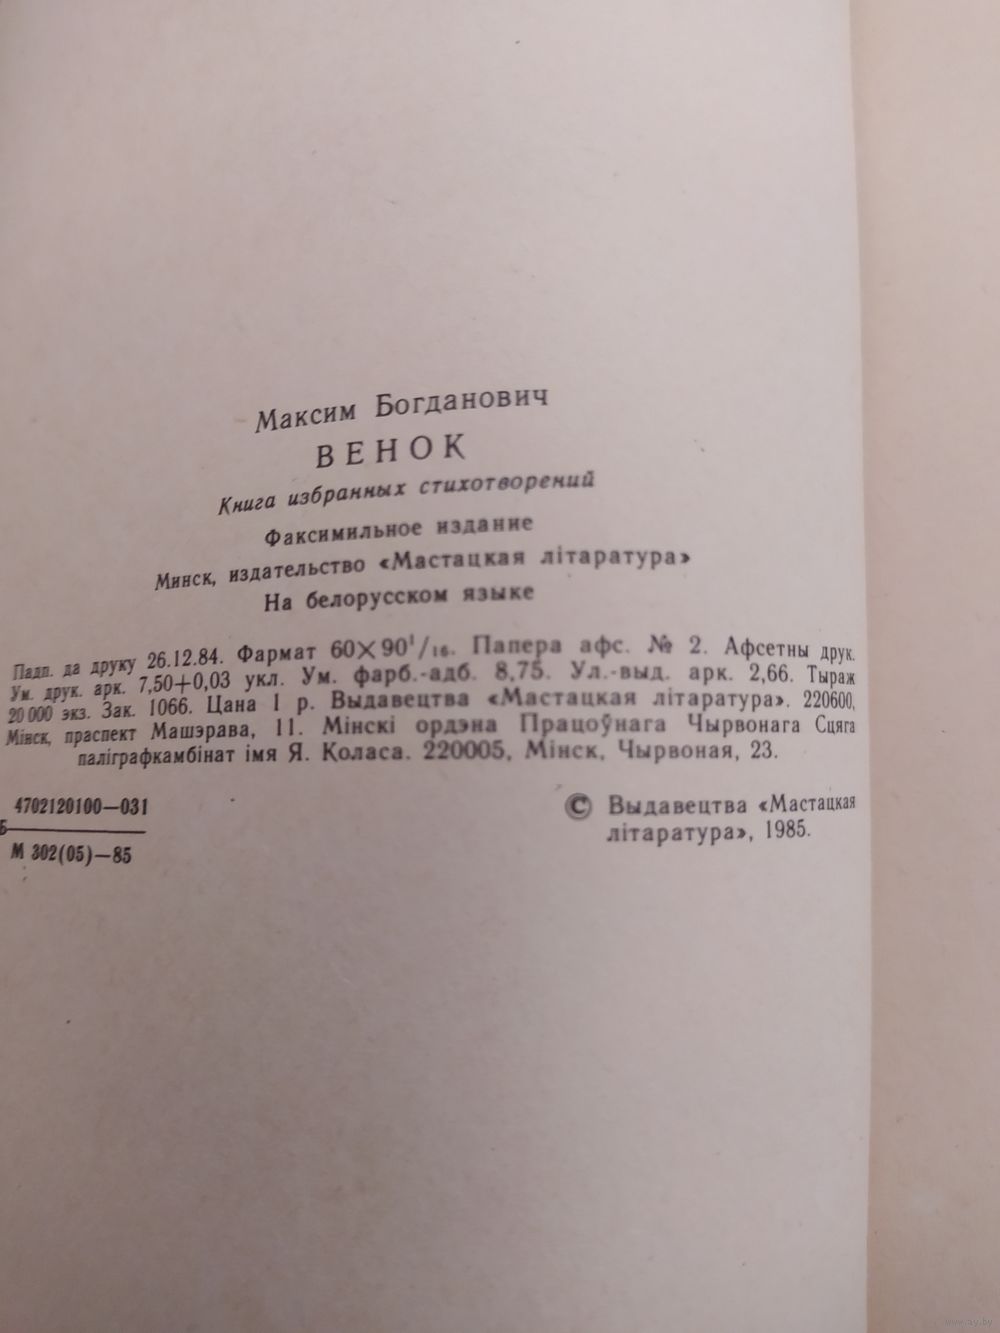 Максим Богданович
ВЕНОК
Книга избранных стихотворений
Факсимильное издание
Минск, издательство «Мастацкая літаратура»
На белорусском языке
Падп. да друку 26.12.84. Фармат 60×90¹/₁₆. Папера афс. № 2. Афсетны друк.
Ум. друк. арк. 7,50+0,03 укл. Ум. фарб.-адб. 8,75. Ул.-выд. арк. 2,66. Тыраж
20 000 экз. Зак. 1066. Цана 1 р. Выдавецтва «Мастацкая літаратура». 220600,
Мінск, праспект Машэрава, 11. Мінскі ордэна Працоўнага Чырвонага Сцяга
паліграфкамбінат імя Я. Коласа. 220005, Мінск, Чырвоная, 23.
4702120100—031
Б
М 302(05)—85
© Выдавецтва «Мастацкая
літаратура», 1985.
www.ay.by